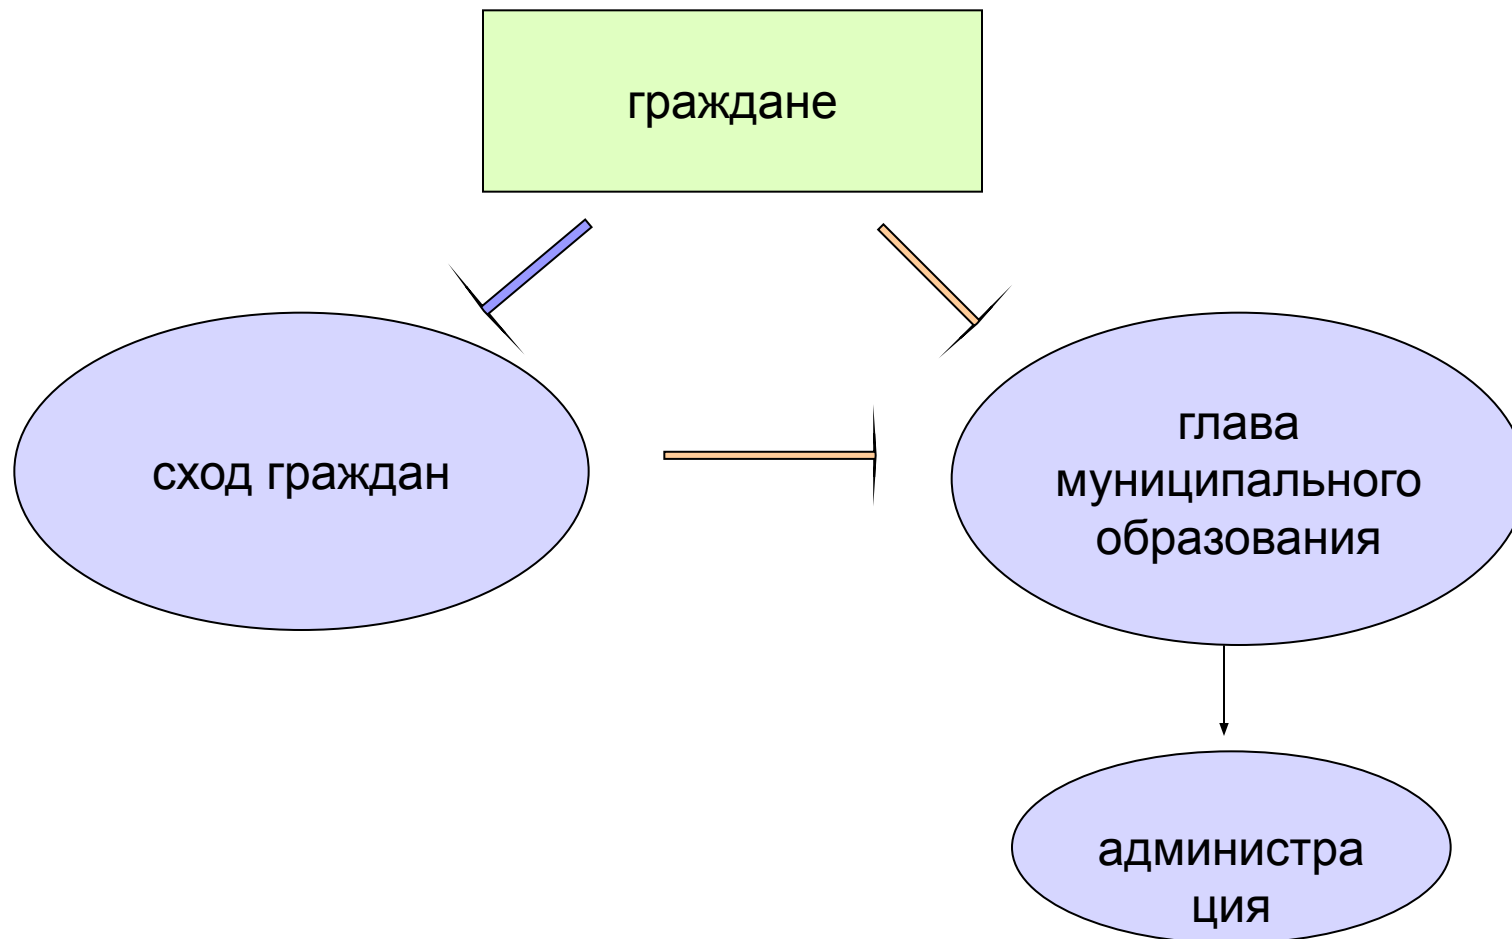 граждане
сход граждан
глава
муниципального
образования
администра
ция